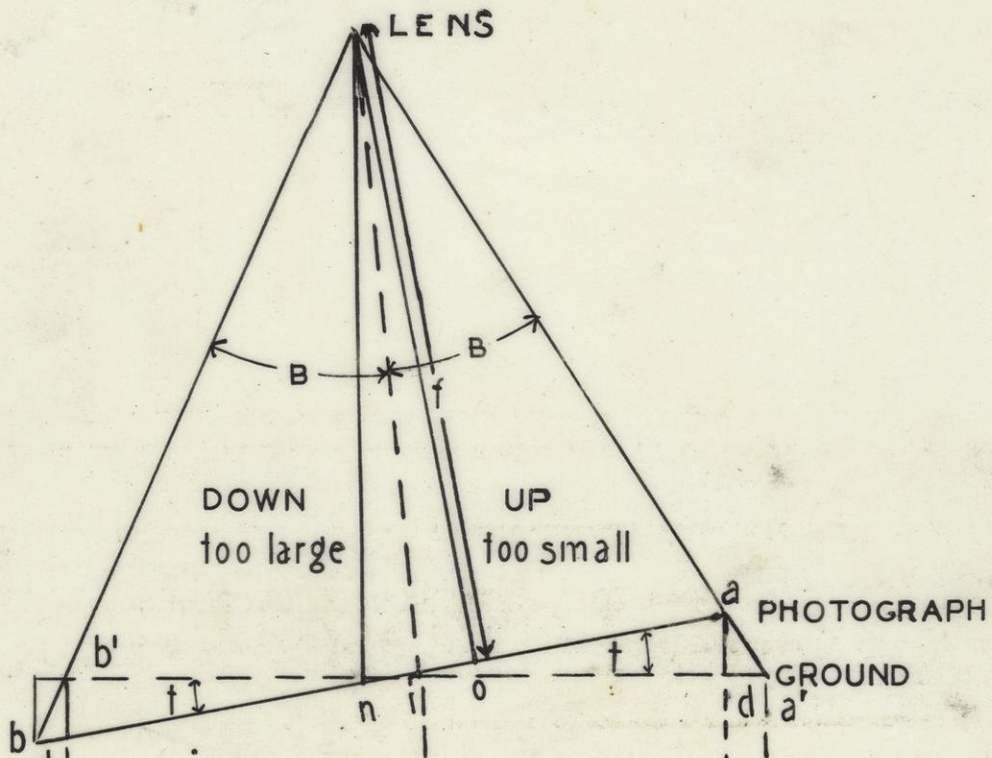 LENS
B
B
f
DOWN
too large
UP
too small
a
PHOTOGRAPH
b'
t
t
GROUND
n
i
o
d
a'
b